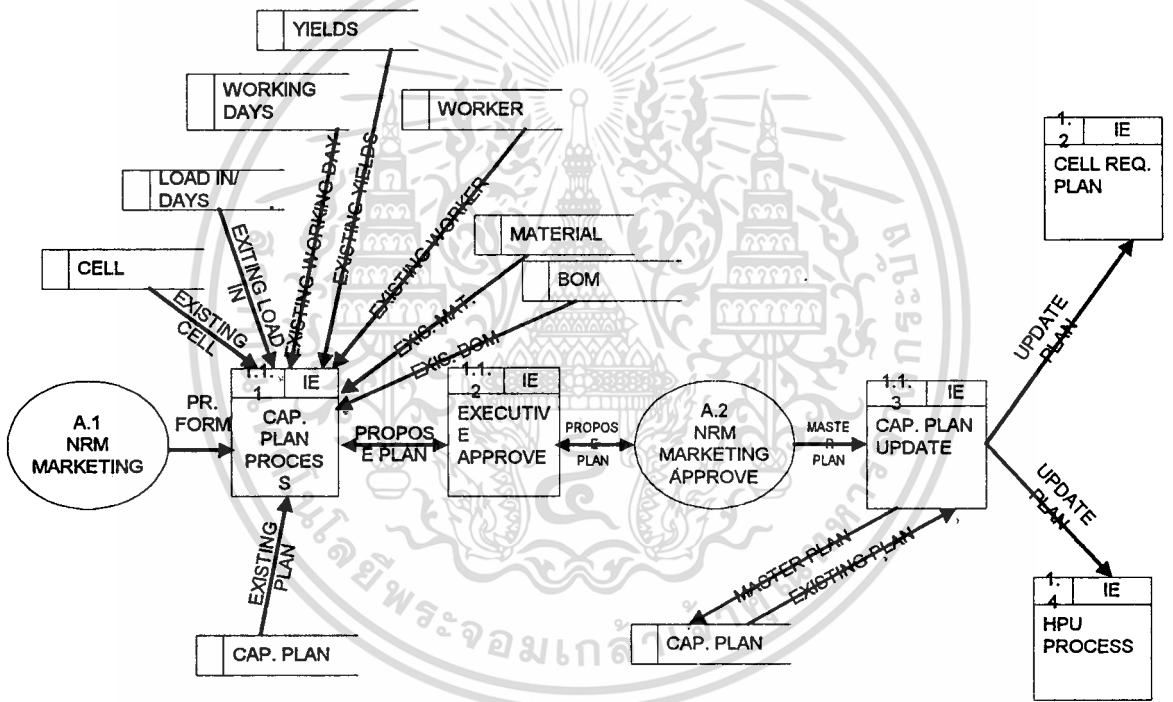 YIELDS
WORKING
DAYS
WORKER
LOAD IN/
DAYS
MATERIAL
CELL
BOM
EXISTING
CELL
EXITING LOAD
IN
EXISTING WORKING DAY
EXISTING YIELDS
EXISTING WORKER
EXIS. MAT.
EXIS. BOM
1.
2
IE
CELL REQ.
PLAN
A.1
NRM
MARKETING
PR.
FORM
1.1.
1
IE
CAP.
PLAN
PROCES
S
PROPOS
E PLAN
1.1.
2
IE
EXECUTIV
E
APPROVE
PROPOS
E
PLAN
A.2
NRM
MARKETING
APPROVE
MASTE
R
PLAN
1.1.
3
IE
CAP. PLAN
UPDATE
UPDATE
PLAN
UPDATE
PLAN
EXISTING
PLAN
MASTER PLAN
EXISTING PLAN
1.
4
IE
HPU
PROCESS
CAP. PLAN
CAP. PLAN